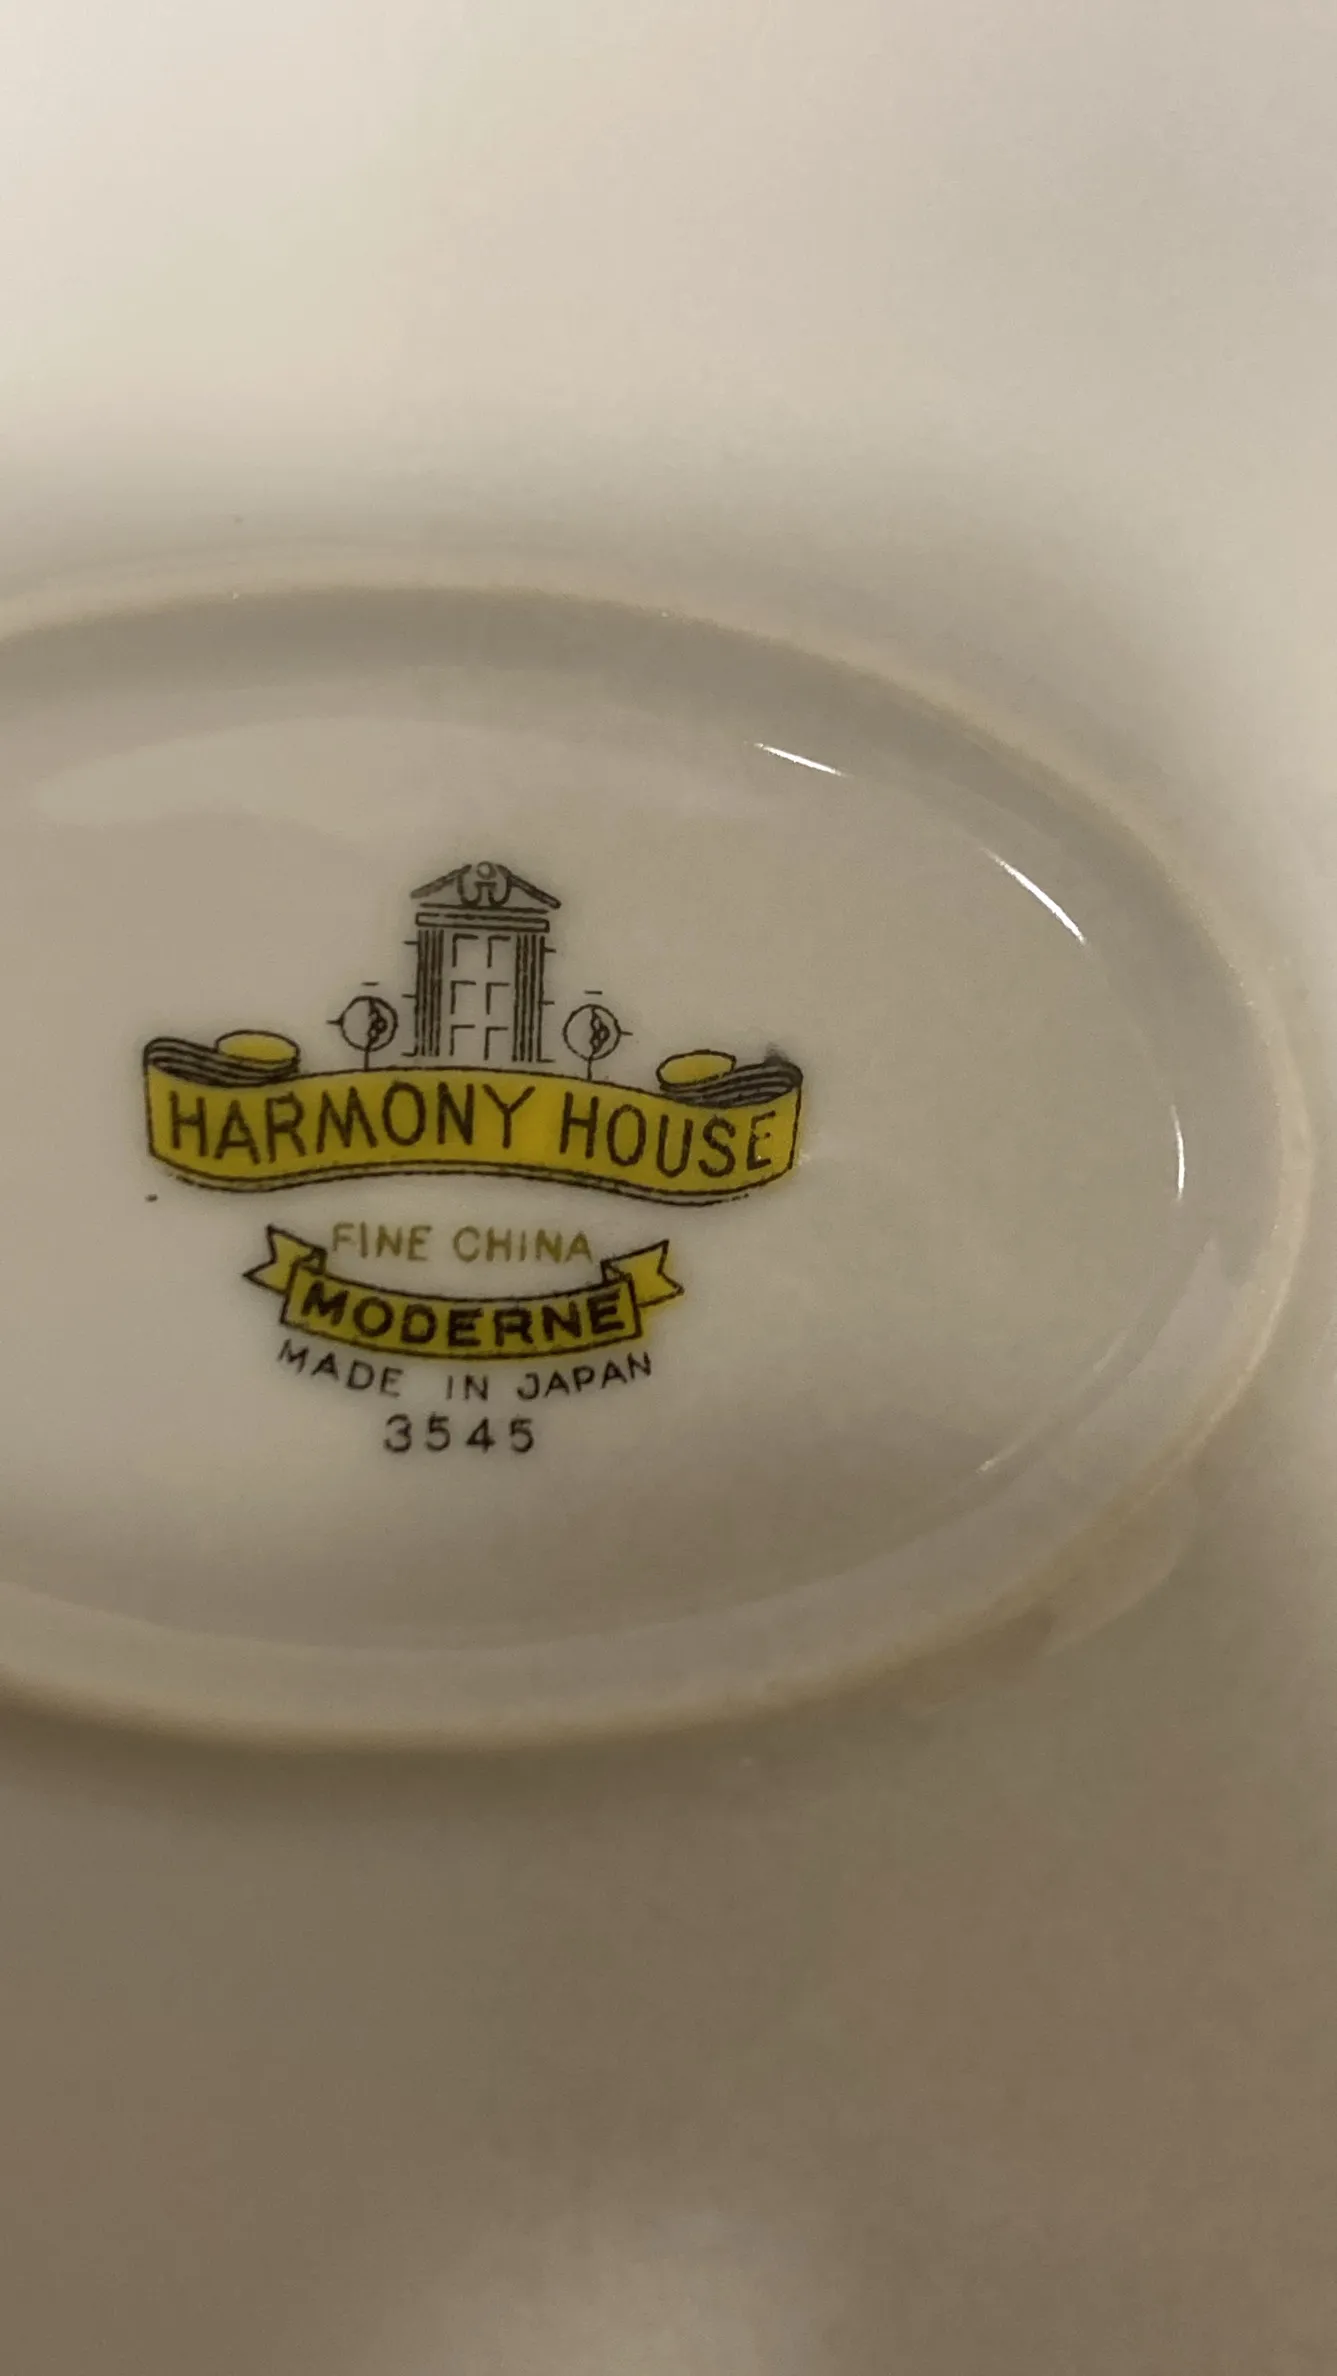 HARMONY HOUSE
FINE CHINA
MODERNE
MADE IN JAPAN
3545